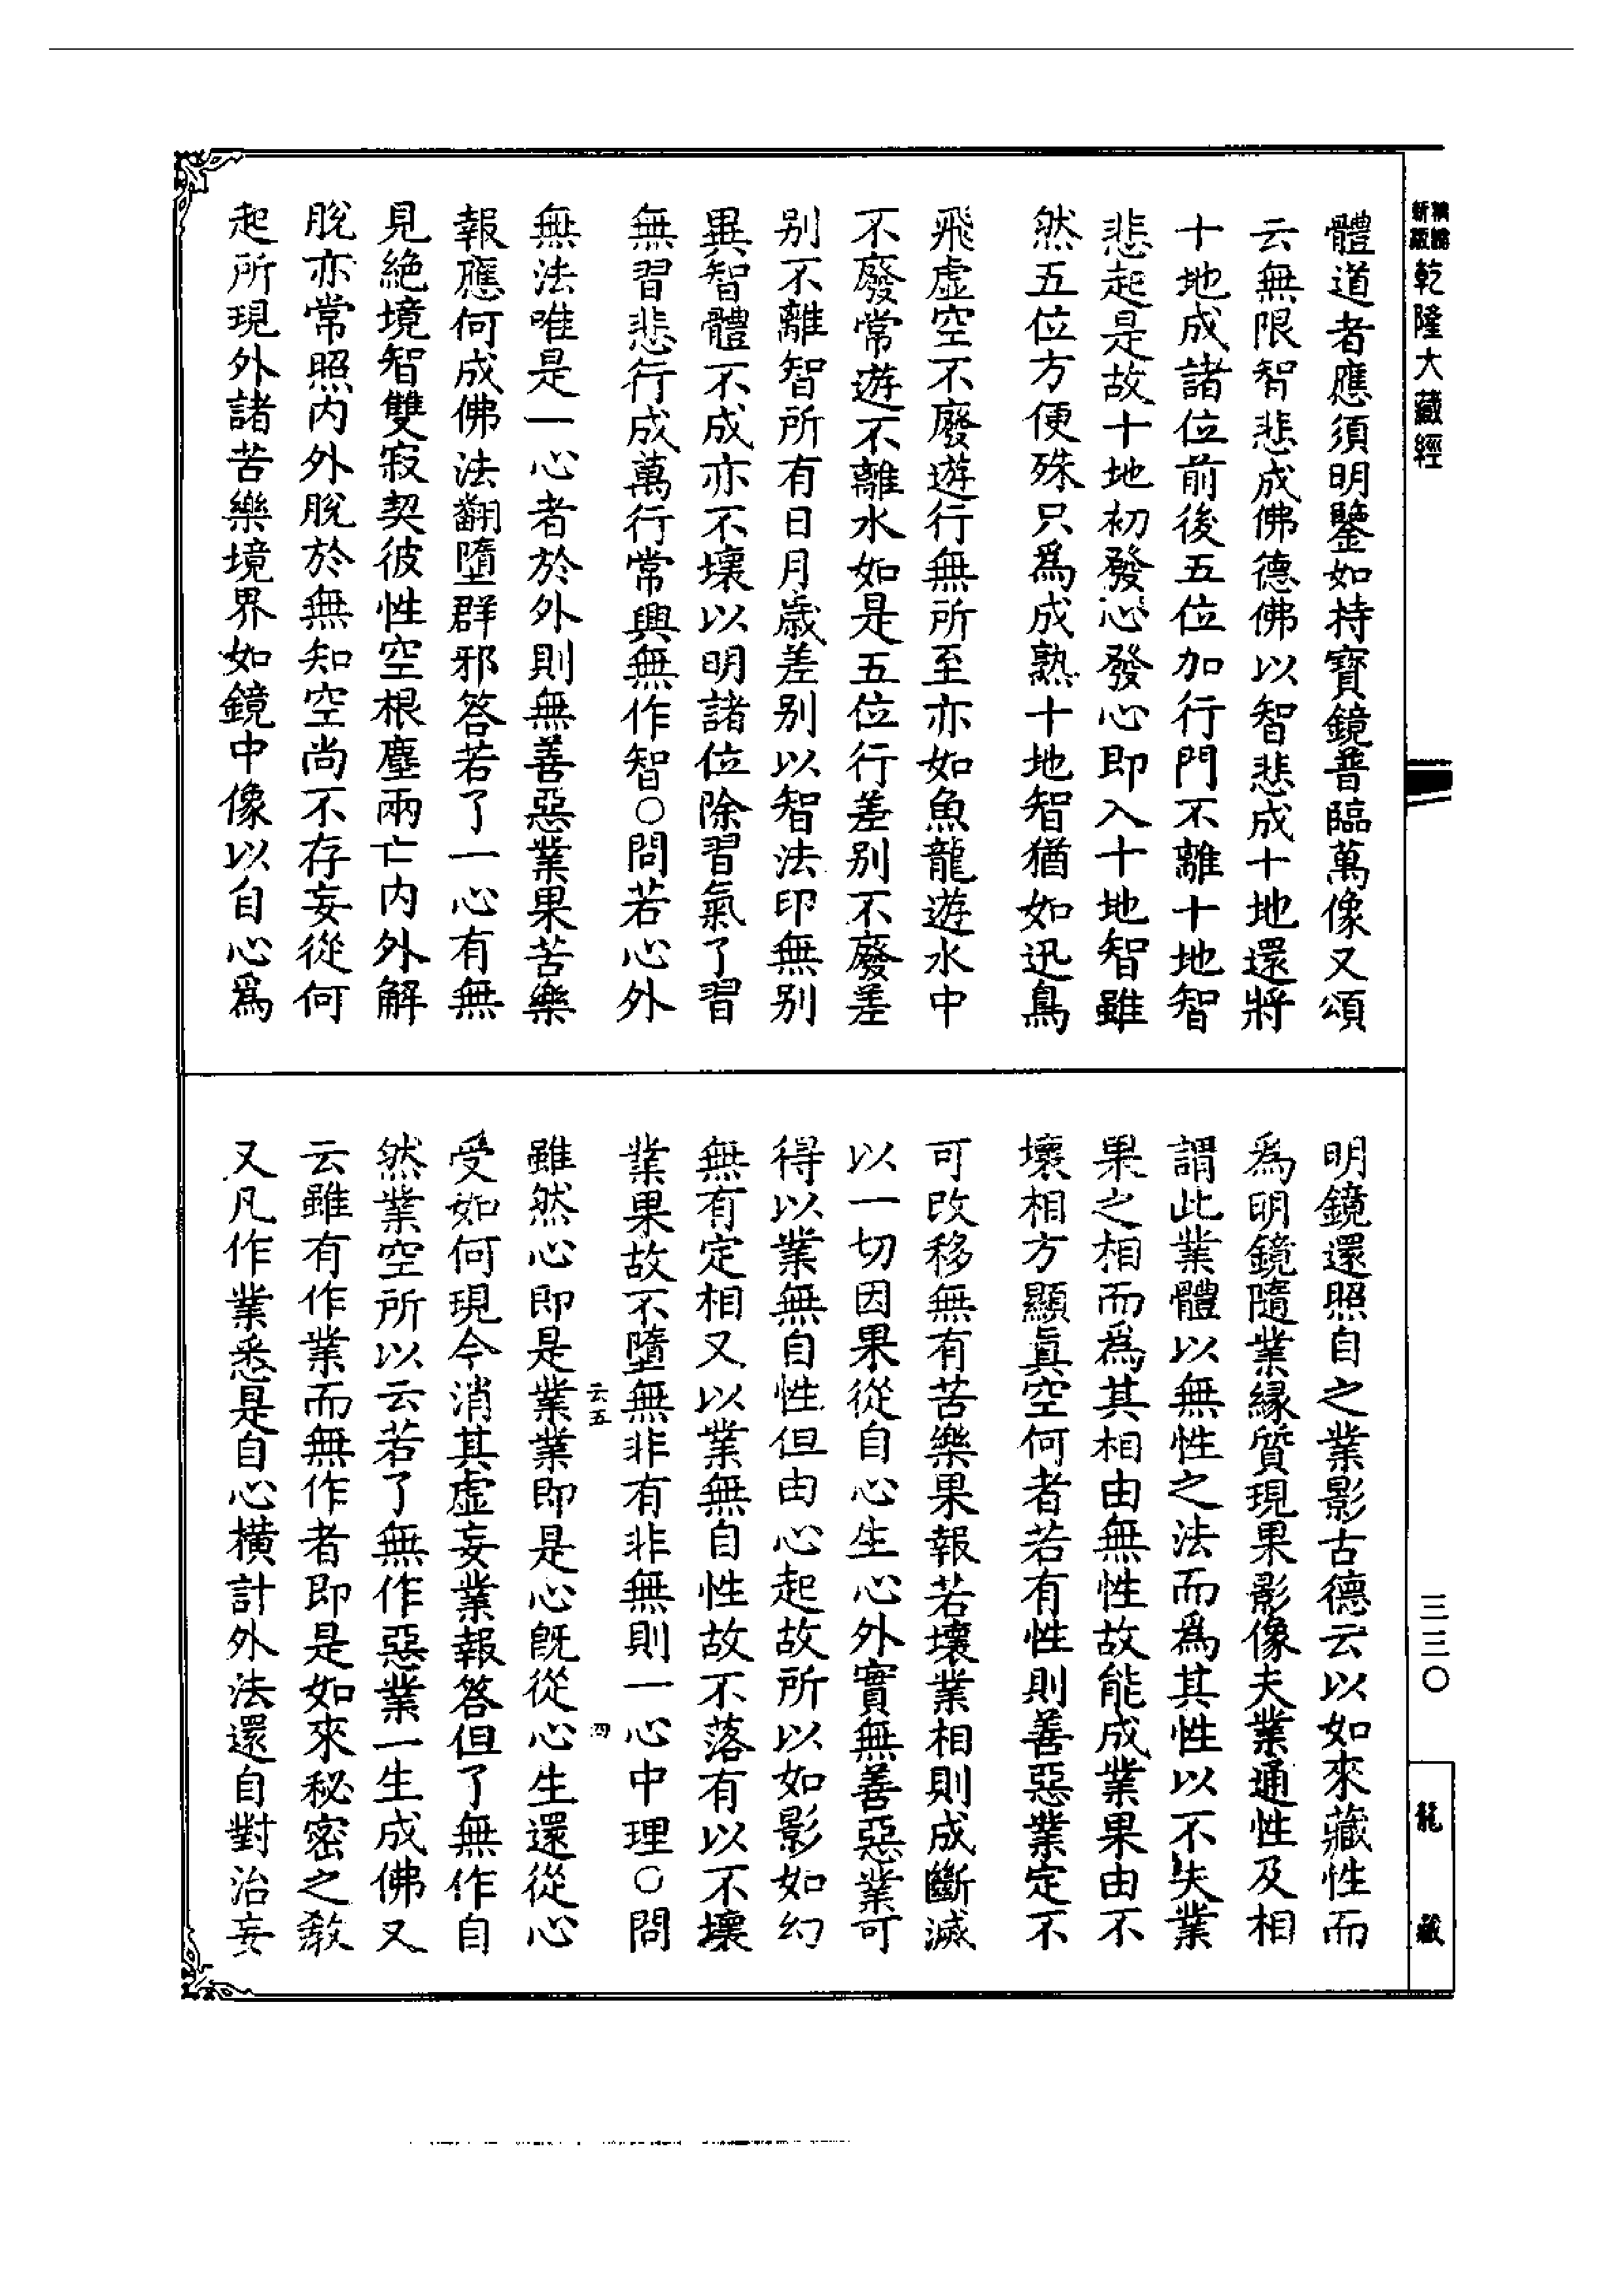 新編縮版
乾隆大藏經
體道者應須明鑒如持寶鏡普臨萬像又頌
云無限智悲成佛德佛以智悲成十地還將
十地成諸位前後五位加行門不離十地智
悲起是故十地初發心發心即入十地智雖
然五位方便殊只爲成熟十地智猶如迅鳥
飛虛空不廢遊行無所至亦如魚龍遊水中
不廢常遊不離水如是五位行差别不廢差
别不離智所有日月歲差别以智法印無别
異智體不成亦不壞以明諸位除習氣了習
無習悲行成萬行常興無作智○問若心外
無法唯是一心者於外則無善惡業果苦樂
報應何成佛法翻墮群邪答若了一心有無
見絶境智雙寂契彼性空根塵兩亡内外解
脫亦常照内外脫於無知空尚不存妄從何
起所現外諸苦樂境界如鏡中像以自心爲
明鏡還照自之業影古德云以如來藏性而
爲明鏡隨業緣質現果影像夫業通性及相
謂此業體以無性之法而爲其性以不失業
果之相而爲其相由無性故能成業果由不
壞相方顯眞空何者若有性則善惡業定不
可改移無有苦樂果報若壞業相則成斷滅
以一切因果從自心生心外實無善惡業可
得以業無自性但由心起故所以如影如幻
無有定相又以業無自性故不落有以不壞
業果故不墮無非有非無則一心中理○問
云五
四
雖然心即是業業即是心旣從心生還從心
受如何現今消其虛妄業報答但了無作自
然業空所以云若了無作惡業一生成佛又
云雖有作業而無作者即是如來秘密之教
又凡作業悉是自心橫計外法還自對治妄
三三〇
龍藏